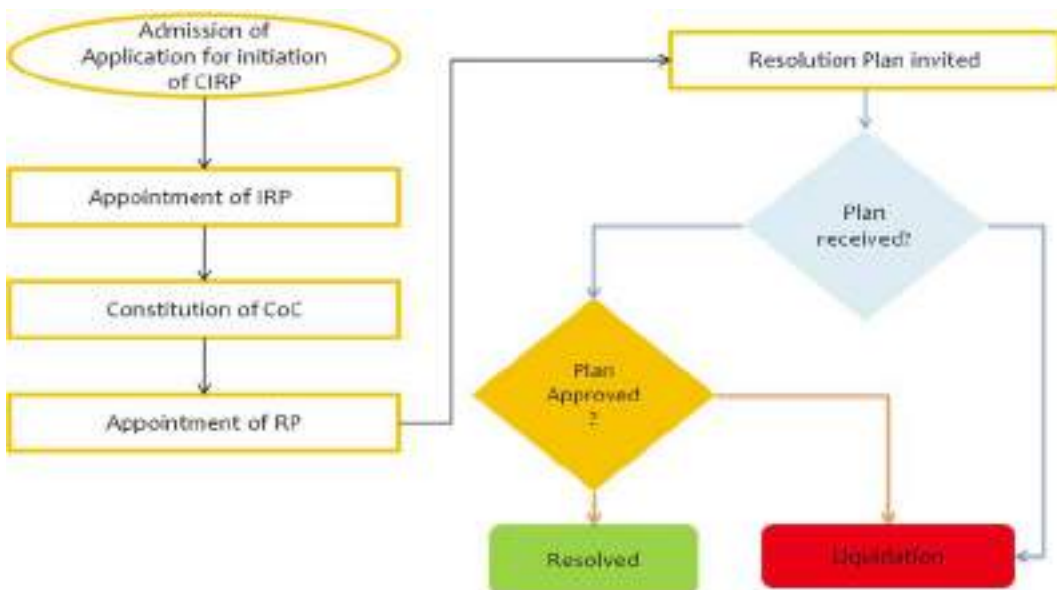 Admission of
Application for initiation
of CIRP
Appointment of IRP
Constitution of CoC
Appointment of RP
Resolution Plan invited
Plan
received?
Plan
Approved
?
Resolved
Liquidation